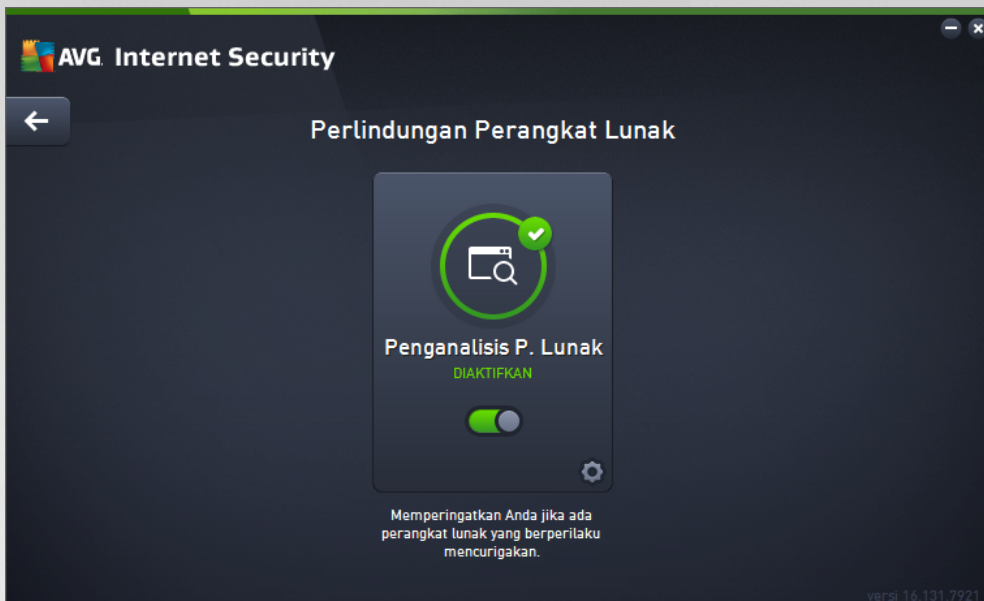 AVG Internet Security
Perlindungan Perangkat Lunak
Penganalisis P. Lunak
DIAKTIFKAN
Memperingatkan Anda jika ada
perangkat lunak yang berperilaku
mencurigakan.
versi 16.131.7921